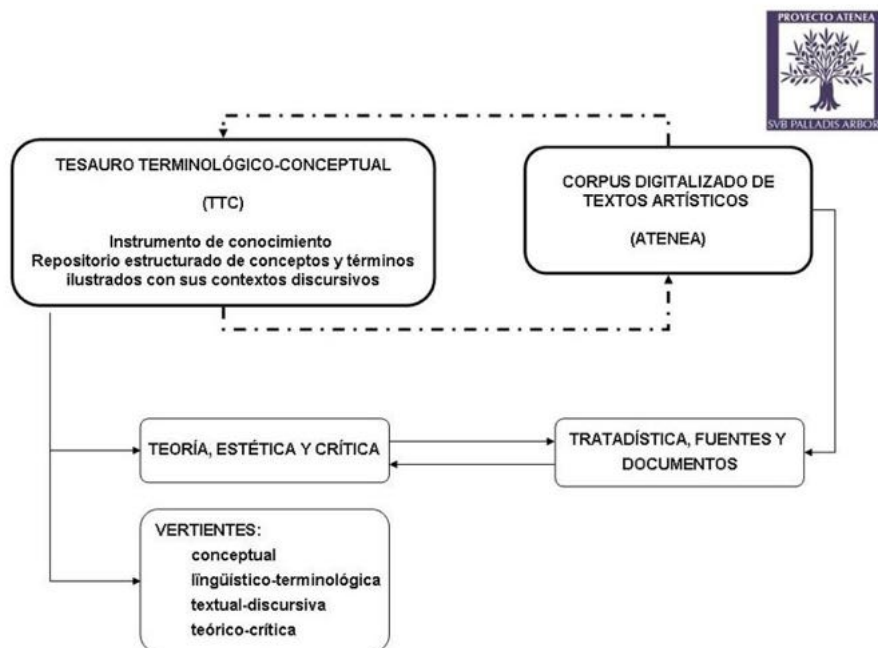 PROYECTO ATENEA
SVB PALLADIS ARBOR
TESAURO TERMINOLÓGICO-CONCEPTUAL
(TTC)
Instrumento de conocimiento
Repositorio estructurado de conceptos y términos
ilustrados con sus contextos discursivos
CORPUS DIGITALIZADO DE
TEXTOS ARTÍSTICOS
(ATENEA)
TEORÍA, ESTÉTICA Y CRÍTICA
TRATADÍSTICA, FUENTES Y
DOCUMENTOS
VERTIENTES:
conceptual
lïngüístico-terminológica
textual-discursiva
teórico-crítica